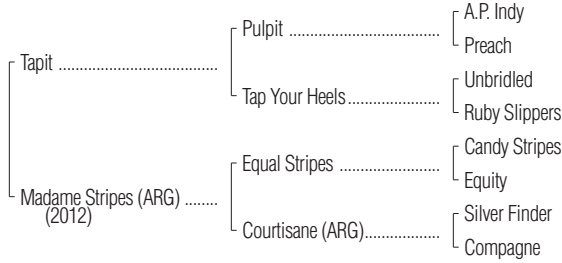 A.P. Indy
Pulpit ................
Preach
Tapit .....................................
Unbridled
Tap Your Heels.....................
Ruby Slippers
Candy Stripes
Equal Stripes .......................
Equity
Madame Stripes (ARG) ........
(2012)
Silver Finder
Courtisane (ARG).................
Compagne